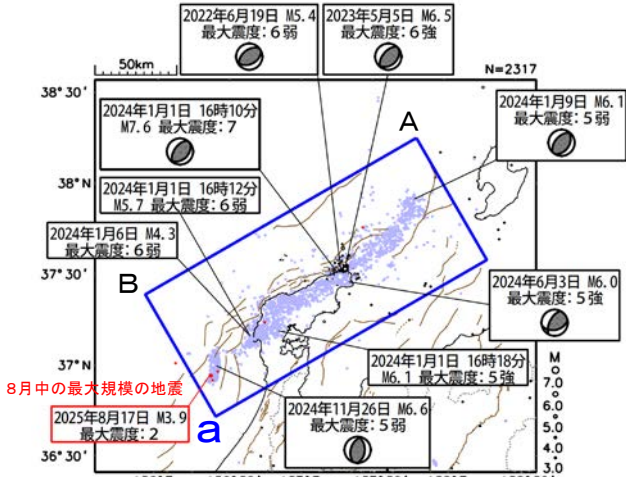 2022年6月19日 M5.4
最大震度：6弱
2023年5月5日 M6.5
最大震度：6強
50km
N=2317
38°30′
2024年1月1日 16時10分
M7.6 最大震度：7
A
2024年1月9日 M6.1
最大震度：5弱
38°N
2024年1月1日 16時12分
M5.7 最大震度：6弱
2024年1月6日 M4.3
最大震度：6弱
B
37°30′
2024年6月3日 M6.0
最大震度：5強
2024年1月1日 16時18分
M6.1 最大震度：5強
37°N
M
7.0
6.0
5.0
4.0
3.0
8月中の最大規模の地震
2025年8月17日 M3.9
最大震度：2
a
2024年11月26日 M6.6
最大震度：5弱
36°30′